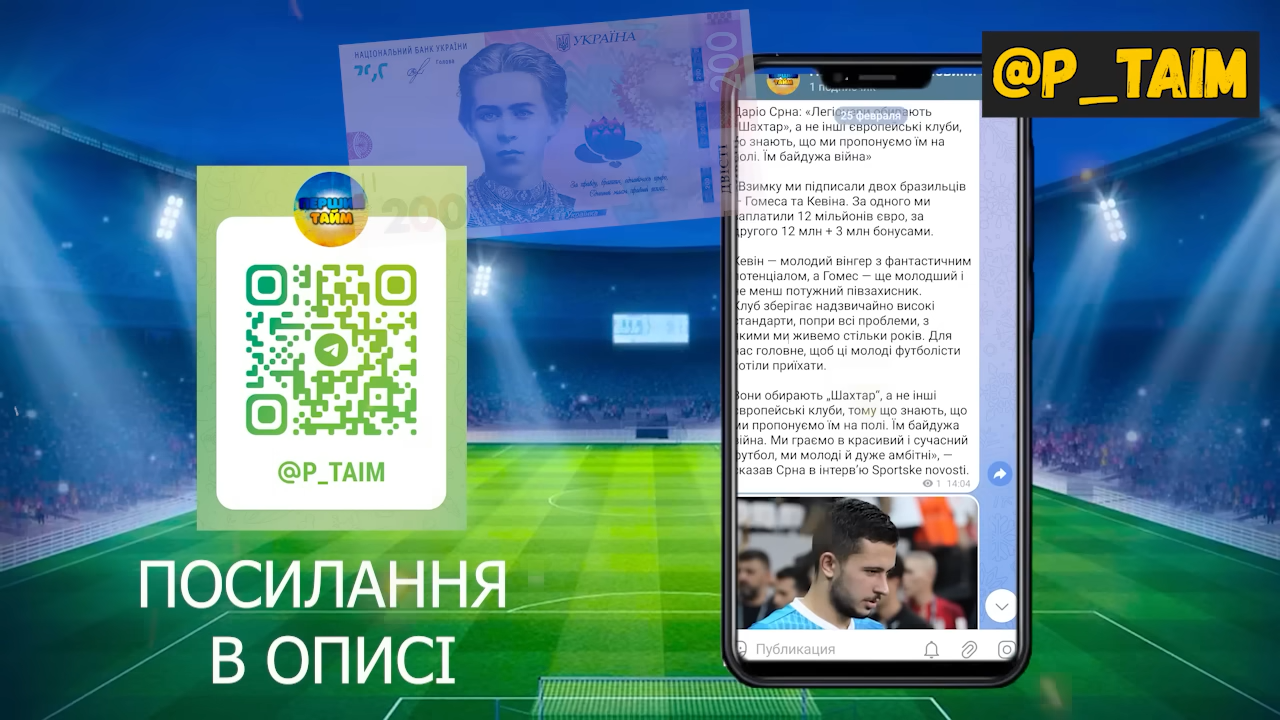 @P_TAIM
НАЦІОНАЛЬНИЙ БАНК УКРАЇНИ
Голова
УКРАЇНА
200
200
ДВІСТІ
ПЕРШИЙ
ТАЙМ
@P_TAIM
ПОСИЛАННЯ
В ОПИСІ
1 подписчик
25 февраля
Даріо Срна: «Легіонери обирають
„Шахтар», а не інші європейські клуби,
бо знають, що ми пропонуємо їм на
полі. Їм байдужа війна»
Взимку ми підписали двох бразильців
– Гомеса та Кевіна. За одного ми
заплатили 12 мільйонів євро, за
другого 12 млн + 3 млн бонусами.
Кевін — молодий вінгер з фантастичним
потенціалом, а Гомес – ще молодший і
не менш потужний півзахисник.
Клуб зберігає надзвичайно високі
стандарти, попри всі проблеми, з
якими ми живемо стільки років. Для
нас головне, щоб ці молоді футболісти
хотіли приїхати.
Вони обирають „Шахтар“, а не інші
європейські клуби, тому що знають, що
ми пропонуємо їм на полі. Їм байдужа
війна. Ми граємо в красивий і сучасний
футбол, ми молоді й дуже амбітні», —
сказав Срна в інтерв'ю Sportske novosti.
1 14:04
Публикация